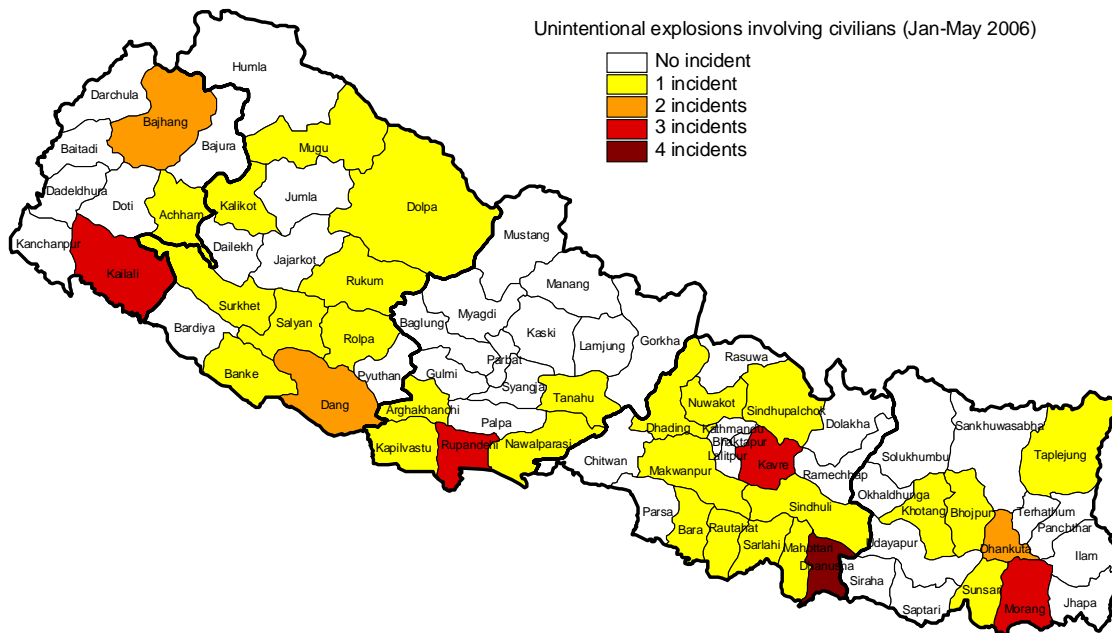 Unintentional explosions involving civilians (Jan-May 2006)
No incident
1 incident
2 incidents
3 incidents
4 incidents
Humla
Darchula
Bajhang
Baitadi
Bajura
Mugu
Dadeldhura
Doti
Achham
Kalikot
Jumla
Dolpa
Kanchanpur
Dailekh
Jajarkot
Mustang
Kailali
Rukum
Manang
Surkhet
Salyan
Myagdi
Baglung
Kaski
Lamjung
Gorkha
Bardiya
Rolpa
Parbat
Rasuwa
Banke
Pyuthan
Gulmi
Syangja
Dang
Arghakhanchi
Tanahu
Nuwakot
Sindhupalchok
Palpa
Dhading
Kathmandu
Dolakha
Sankhuwasabha
Kapilvastu
Rupandehi
Nawalparasi
Bhaktapur
Lalitpur
Solukhumbu
Taplejung
Chitwan
Makwanpur
Kavre
Ramechhap
Okhaldhunga
Khotang
Bhojpur
Terhathum
Panchthar
Parsa
Bara
Rautahat
Sindhuli
Sarlahi
Mahottari
Dhanusha
Udayapur
Dhankuta
Ilam
Siraha
Saptari
Sunsari
Morang
Jhapa